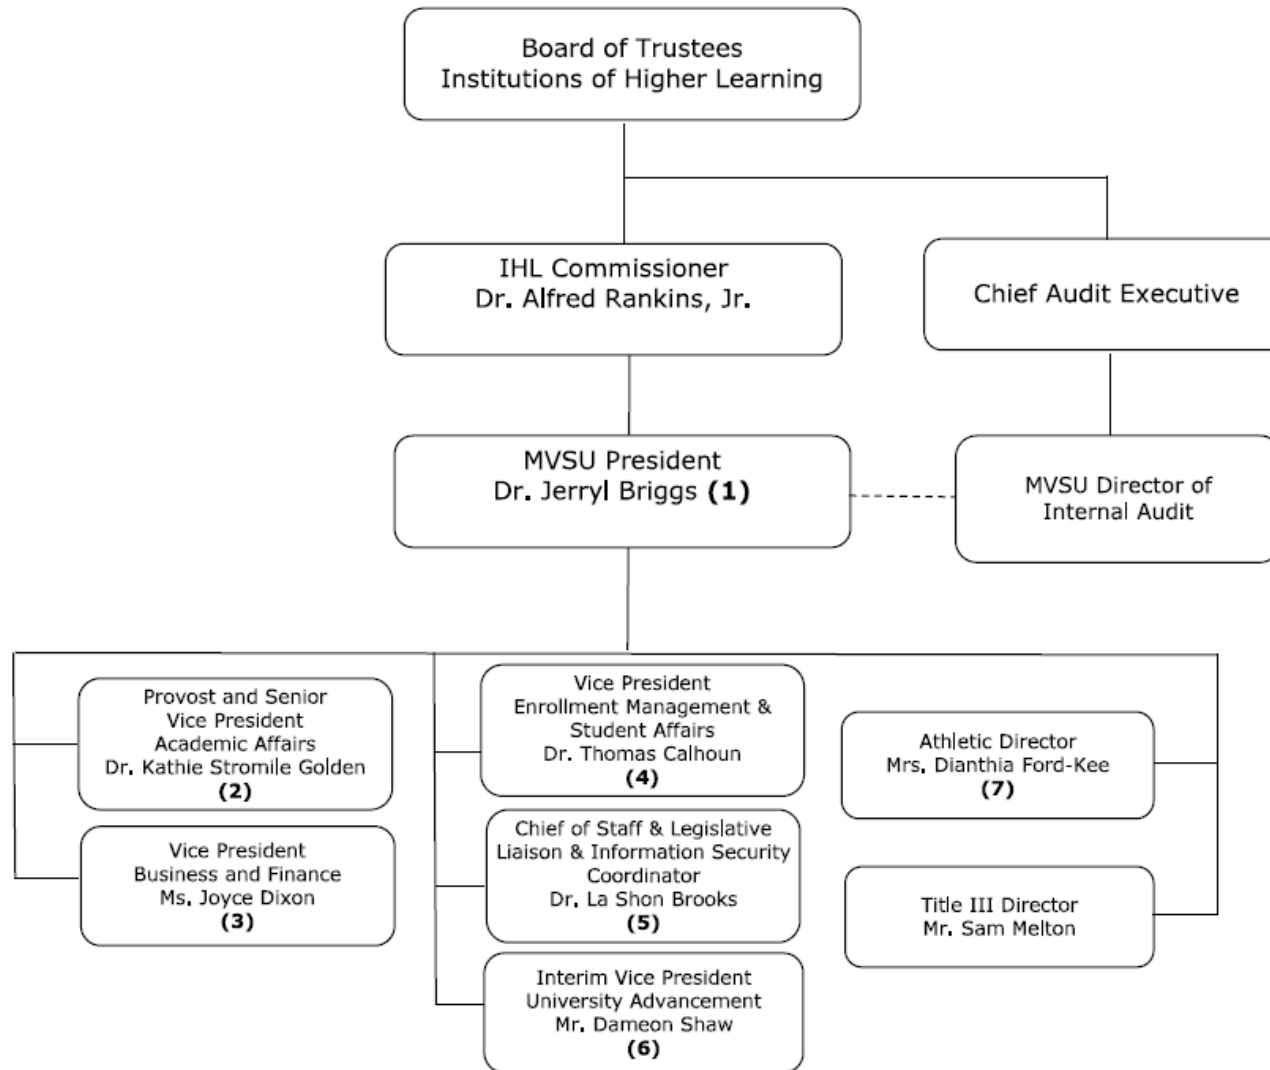 Board of Trustees
Institutions of Higher Learning
IHL Commissioner
Dr. Alfred Rankins, Jr.
Chief Audit Executive
MVSU President
Dr. Jerryl Briggs (1)
MVSU Director of
Internal Audit
Provost and Senior
Vice President
Academic Affairs
Dr. Kathie Stromile Golden
(2)
Vice President
Business and Finance
Ms. Joyce Dixon
(3)
Vice President
Enrollment Management &
Student Affairs
Dr. Thomas Calhoun
(4)
Chief of Staff & Legislative
Liaison & Information Security
Coordinator
Dr. La Shon Brooks
(5)
Interim Vice President
University Advancement
Mr. Dameon Shaw
(6)
Athletic Director
Mrs. Dianthia Ford-Kee
(7)
Title III Director
Mr. Sam Melton